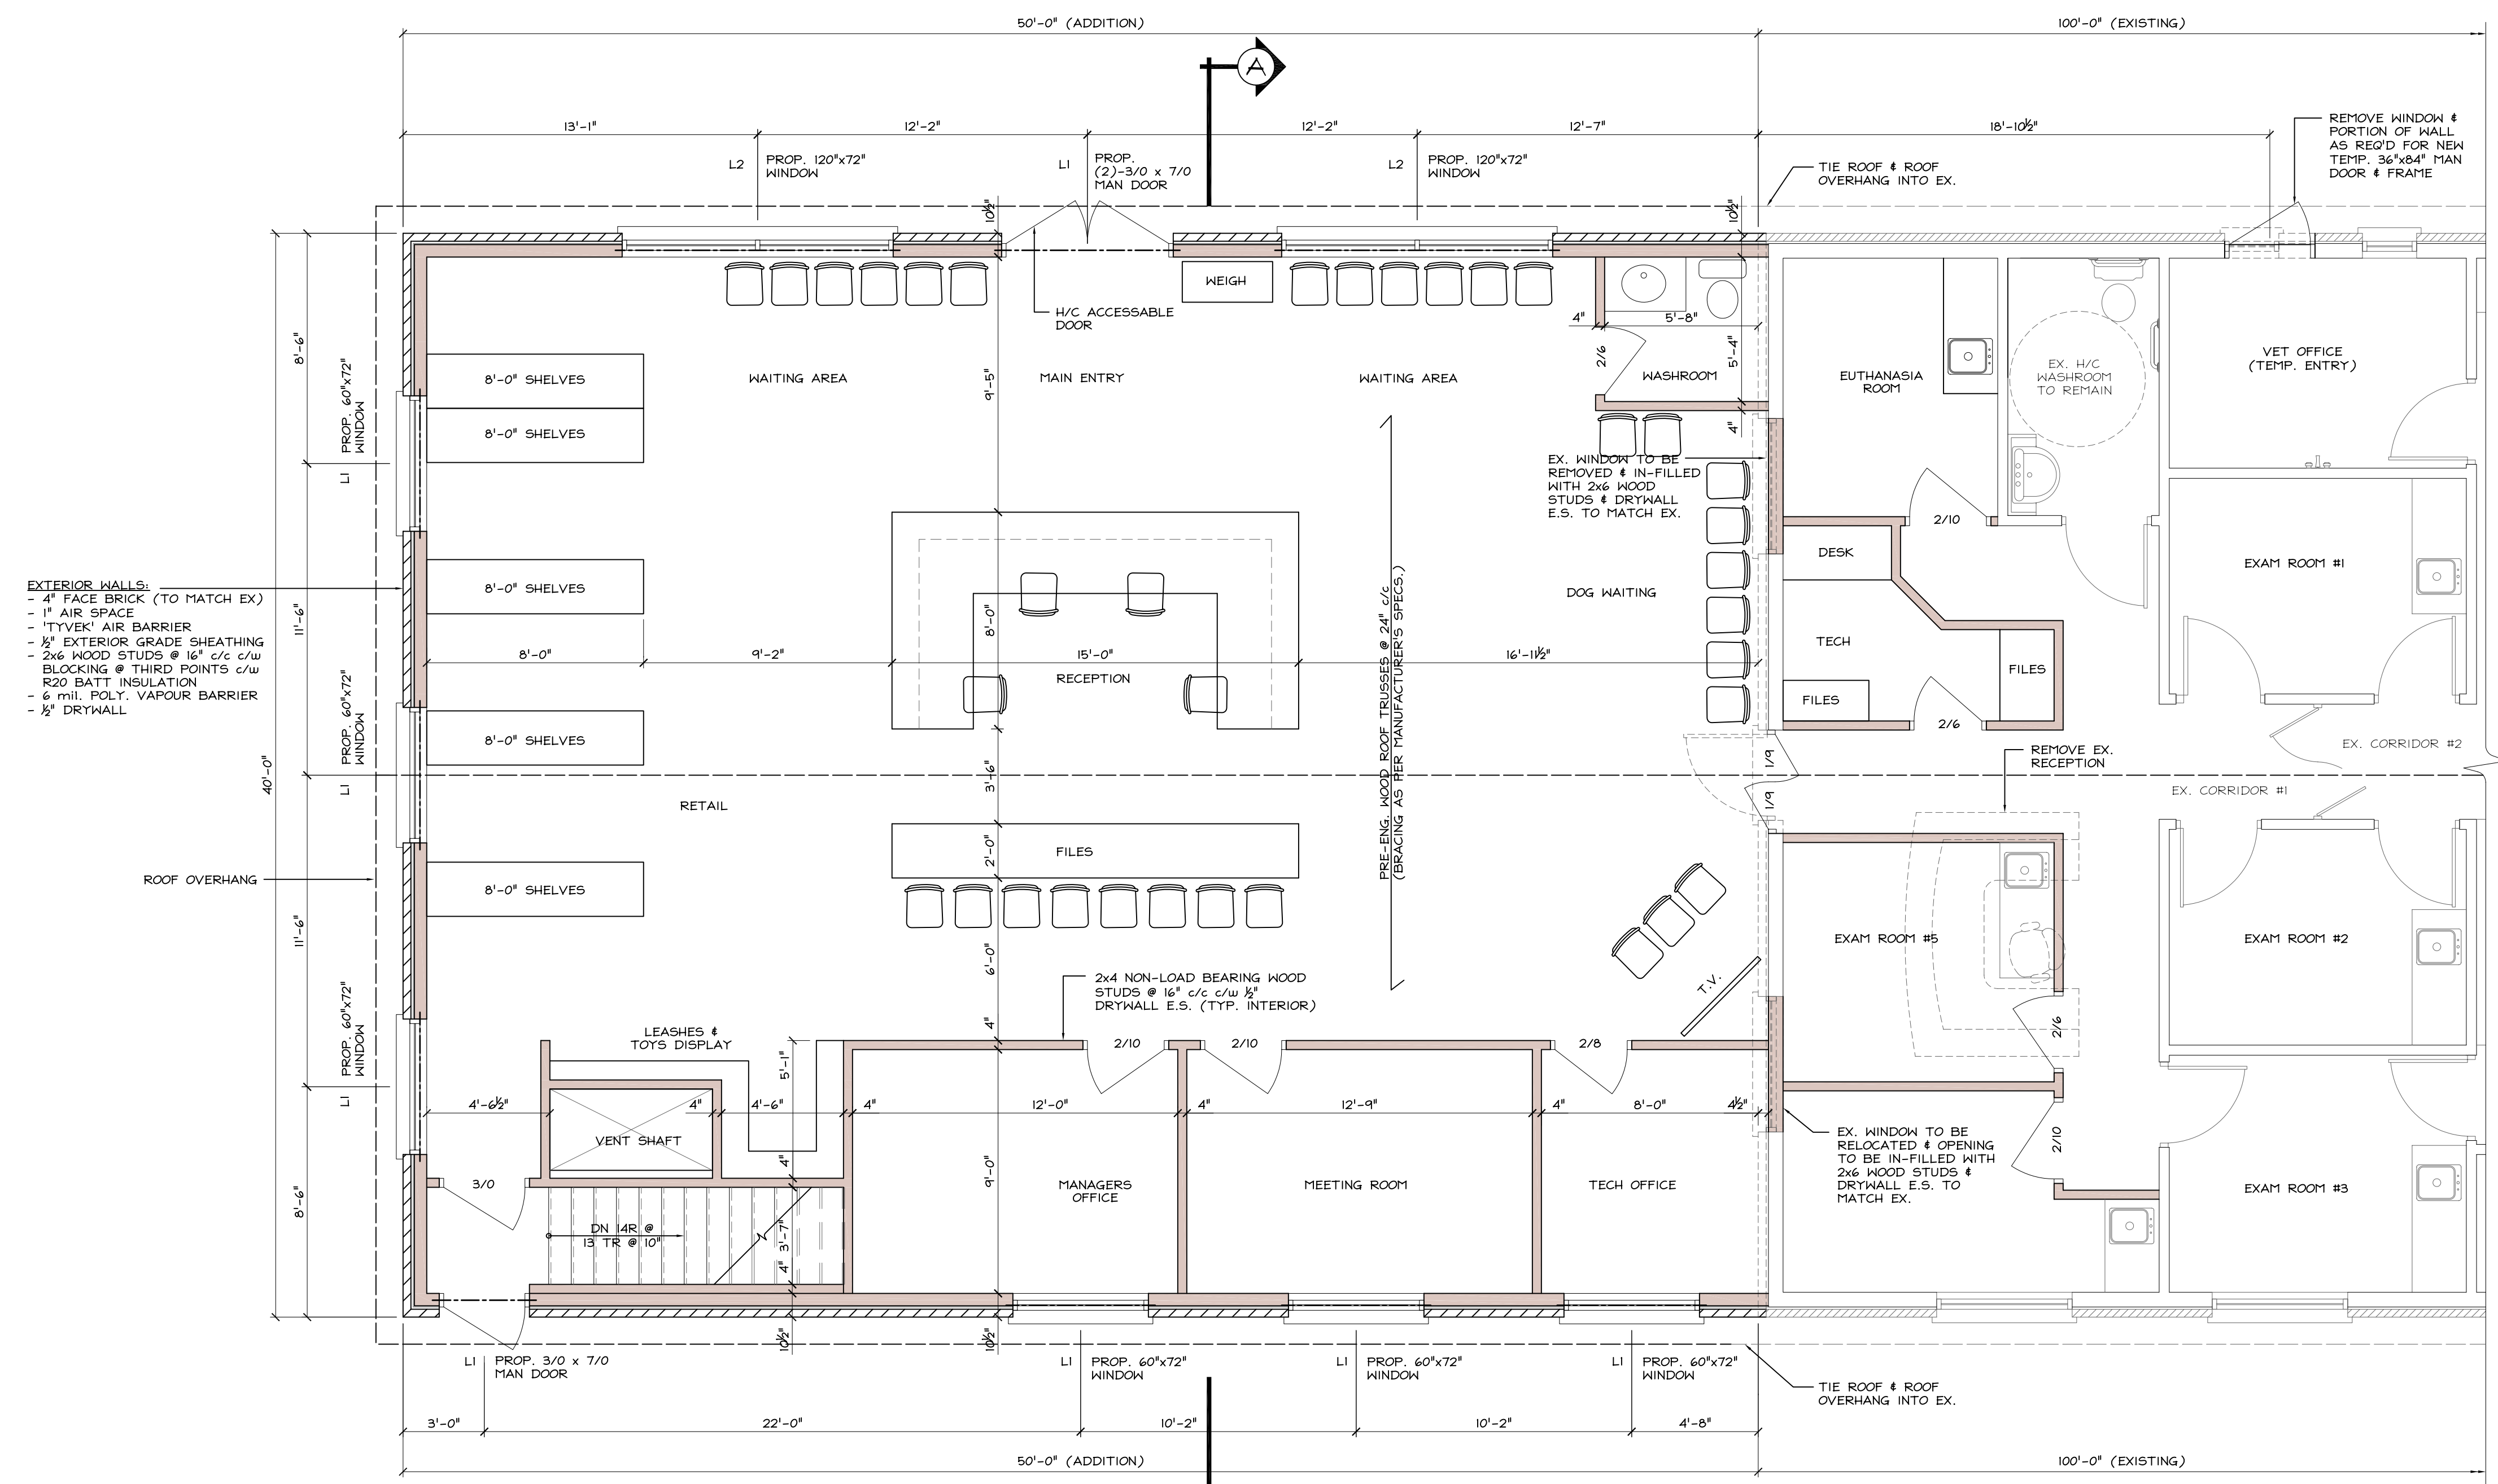 50'-0" (ADDITION)
100'-0" (EXISTING)
A
13'-1"
12'-2"
12'-2"
12'-7"
18'-10½"
REMOVE WINDOW &
PORTION OF WALL
AS REQ'D FOR NEW
TEMP. 36"x84" MAN
DOOR & FRAME
L2
PROP. 120"x72"
WINDOW
L1
PROP.
(2)-3/0 x 7/0
MAN DOOR
L2
PROP. 120"x72"
WINDOW
TIE ROOF & ROOF
OVERHANG INTO EX.
10½"
10½"
WEIGH
H/C ACCESSABLE
DOOR
4"
5'-8"
2/6
5'-4"
WASHROOM
4"
8'-6"
PROP. 60"x72"
WINDOW
L1
8'-0" SHELVES
8'-0" SHELVES
WAITING AREA
9'-5"
MAIN ENTRY
WAITING AREA
EUTHANASIA
ROOM
EX. H/C
WASHROOM
TO REMAIN
VET OFFICE
(TEMP. ENTRY)
EX. WINDOW TO BE
REMOVED & IN-FILLED
WITH 2x6 WOOD
STUDS & DRYWALL
E.S. TO MATCH EX.
2/10
DESK
EXAM ROOM #1
EXTERIOR WALLS:
- 4" FACE BRICK (TO MATCH EX)
- 1" AIR SPACE
- 'TYVEK' AIR BARRIER
- ½" EXTERIOR GRADE SHEATHING
- 2x6 WOOD STUDS @ 16" c/c c/w
BLOCKING @ THIRD POINTS c/w
R20 BATT INSULATION
- 6 mil. POLY. VAPOUR BARRIER
- ½" DRYWALL
11'-6"
8'-0" SHELVES
DOG WAITING
8'-0"
TECH
FILES
FILES
2/6
8'-0"
9'-2"
15'-0"
16'-11½"
RECEPTION
PRE-ENG. WOOD ROOF TRUSSES @ 24" c/c
(BRACING AS PER MANUFACTURER'S SPECS.)
PROP. 60"x72"
WINDOW
L1
40'-0"
8'-0" SHELVES
3'-6"
1/9
1/9
REMOVE EX.
RECEPTION
EX. CORRIDOR #2
EX. CORRIDOR #1
RETAIL
FILES
2'-0"
8'-0" SHELVES
ROOF OVERHANG
11'-6"
6'-0"
EXAM ROOM #5
EXAM ROOM #2
T.V.
2x4 NON-LOAD BEARING WOOD
STUDS @ 16" c/c c/w ½"
DRYWALL E.S. (TYP. INTERIOR)
PROP. 60"x72"
WINDOW
L1
LEASHES &
TOYS DISPLAY
4"
2/10
2/10
2/8
2/6
5'-1"
4'-6½"
4"
4'-6"
4"
12'-0"
4"
12'-9"
4"
8'-0"
4½"
VENT SHAFT
EX. WINDOW TO BE
RELOCATED & OPENING
TO BE IN-FILLED WITH
2x6 WOOD STUDS &
DRYWALL E.S. TO
MATCH EX.
2/10
8'-6"
3/0
4"
9'-0"
MANAGERS
OFFICE
MEETING ROOM
TECH OFFICE
EXAM ROOM #3
DN 14R @
13 TR @ 10"
3'-7"
4"
10½"
10½"
L1
PROP. 3/0 x 7/0
MAN DOOR
L1
PROP. 60"x72"
WINDOW
L1
PROP. 60"x72"
WINDOW
L1
PROP. 60"x72"
WINDOW
TIE ROOF & ROOF
OVERHANG INTO EX.
3'-0"
22'-0"
10'-2"
10'-2"
4'-8"
50'-0" (ADDITION)
100'-0" (EXISTING)